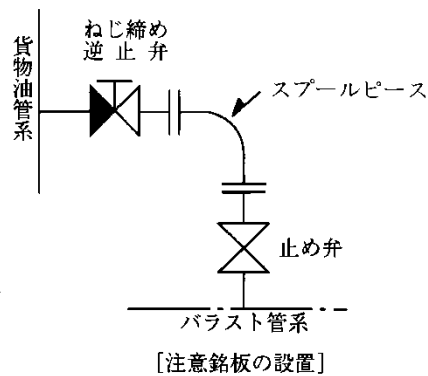 貨物油管系
ねじ締め
逆止弁
スプールピース
止め弁
バラスト管系
[注意銘板の設置]